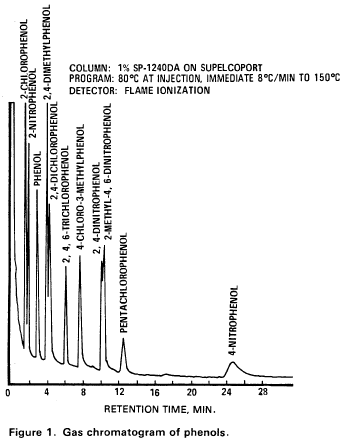 COLUMN: 1% SP-1240DA ON SUPELCOPORT
PROGRAM: 80°C AT INJECTION, IMMEDIATE 8°C/MIN TO 150°C
DETECTOR: FLAME IONIZATION
2-CHLOROPHENOL
2-NITROPHENOL
PHENOL
2,4-DIMETHYLPHENOL
2,4-DICHLOROPHENOL
2, 4, 6-TRICHLOROPHENOL
4-CHLORO-3-METHYLPHENOL
2, 4-DINITROPHENOL
2-METHYL-4, 6-DINITROPHENOL
PENTACHLOROPHENOL
4-NITROPHENOL
0 4 8 12 16 20 24 28
RETENTION TIME, MIN.
Figure 1. Gas chromatogram of phenols.